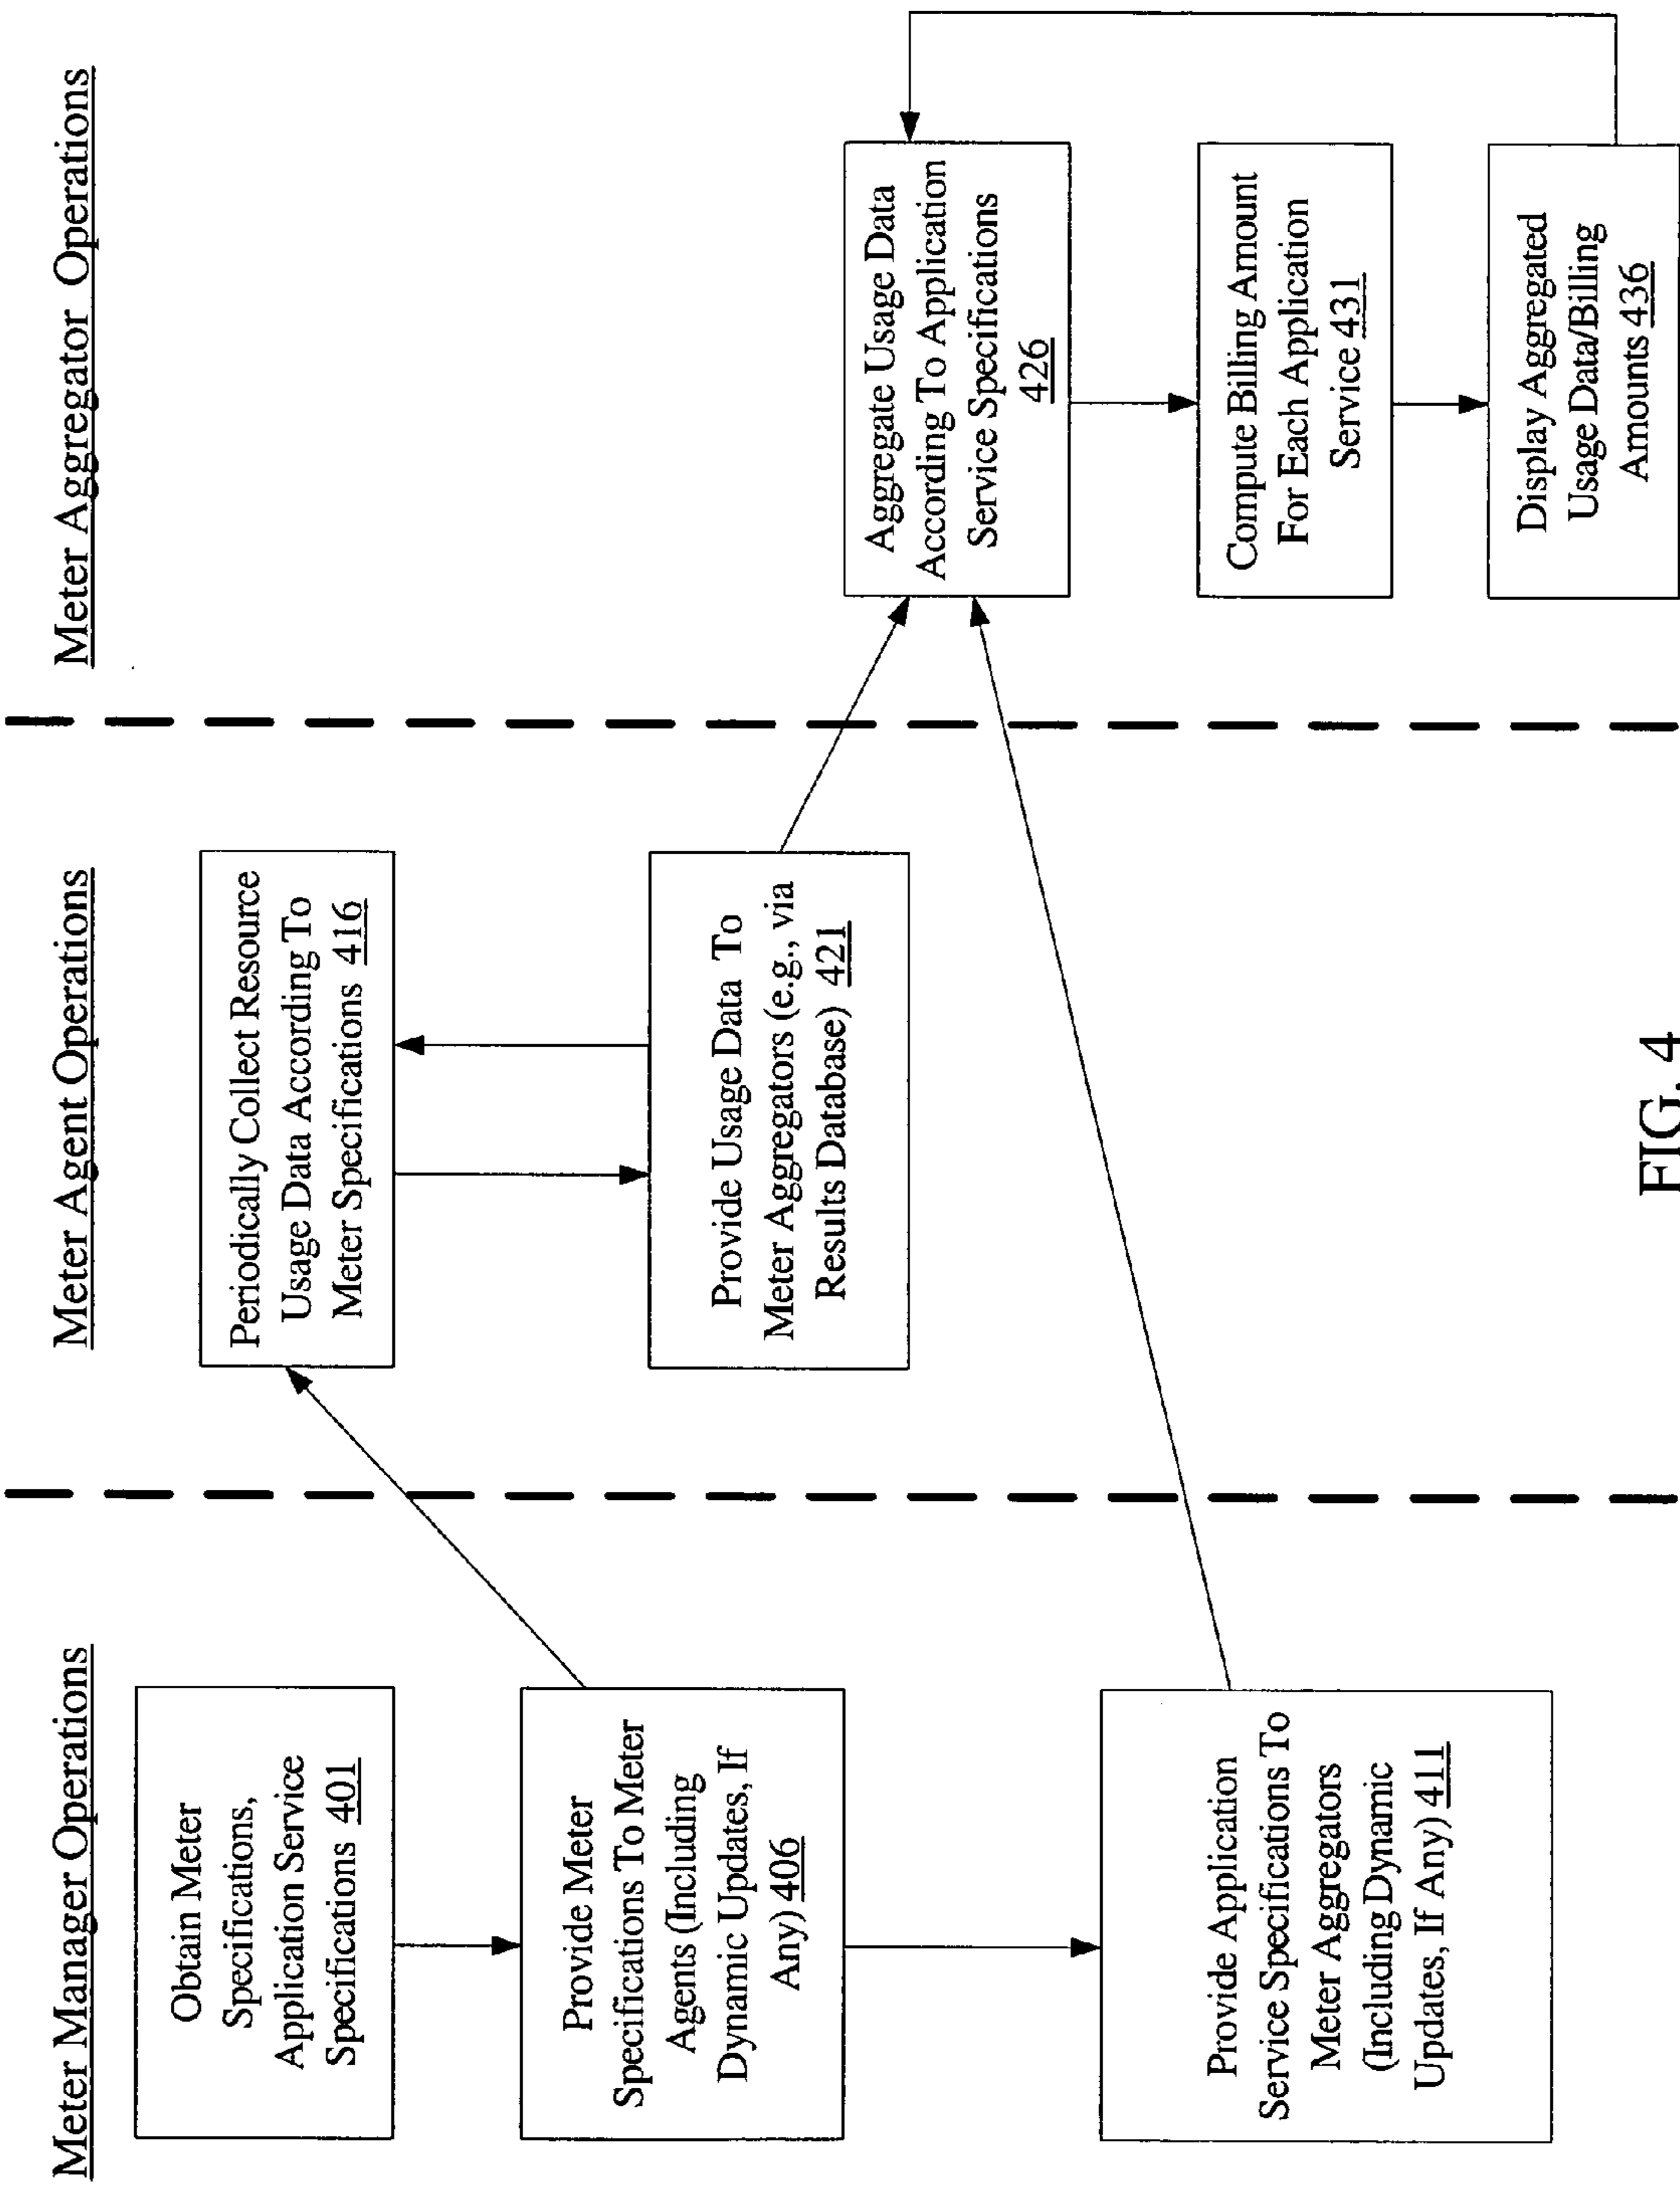 Meter Manager Operations
Obtain Meter
Specifications,
Application Service
Specifications 401
Provide Meter
Specifications To Meter
Agents (Including
Dynamic Updates, If
Any) 406
Provide Application
Service Specifications To
Meter Aggregators
(Including Dynamic
Updates, If Any) 411
Meter Agent Operations
Periodically Collect Resource
Usage Data According To
Meter Specifications 416
Provide Usage Data To
Meter Aggregators (e.g., via
Results Database) 421
Meter Aggregator Operations
Aggregate Usage Data
According To Application
Service Specifications
426
Compute Billing Amount
For Each Application
Service 431
Display Aggregated
Usage Data/Billing
Amounts 436
FIG. 4